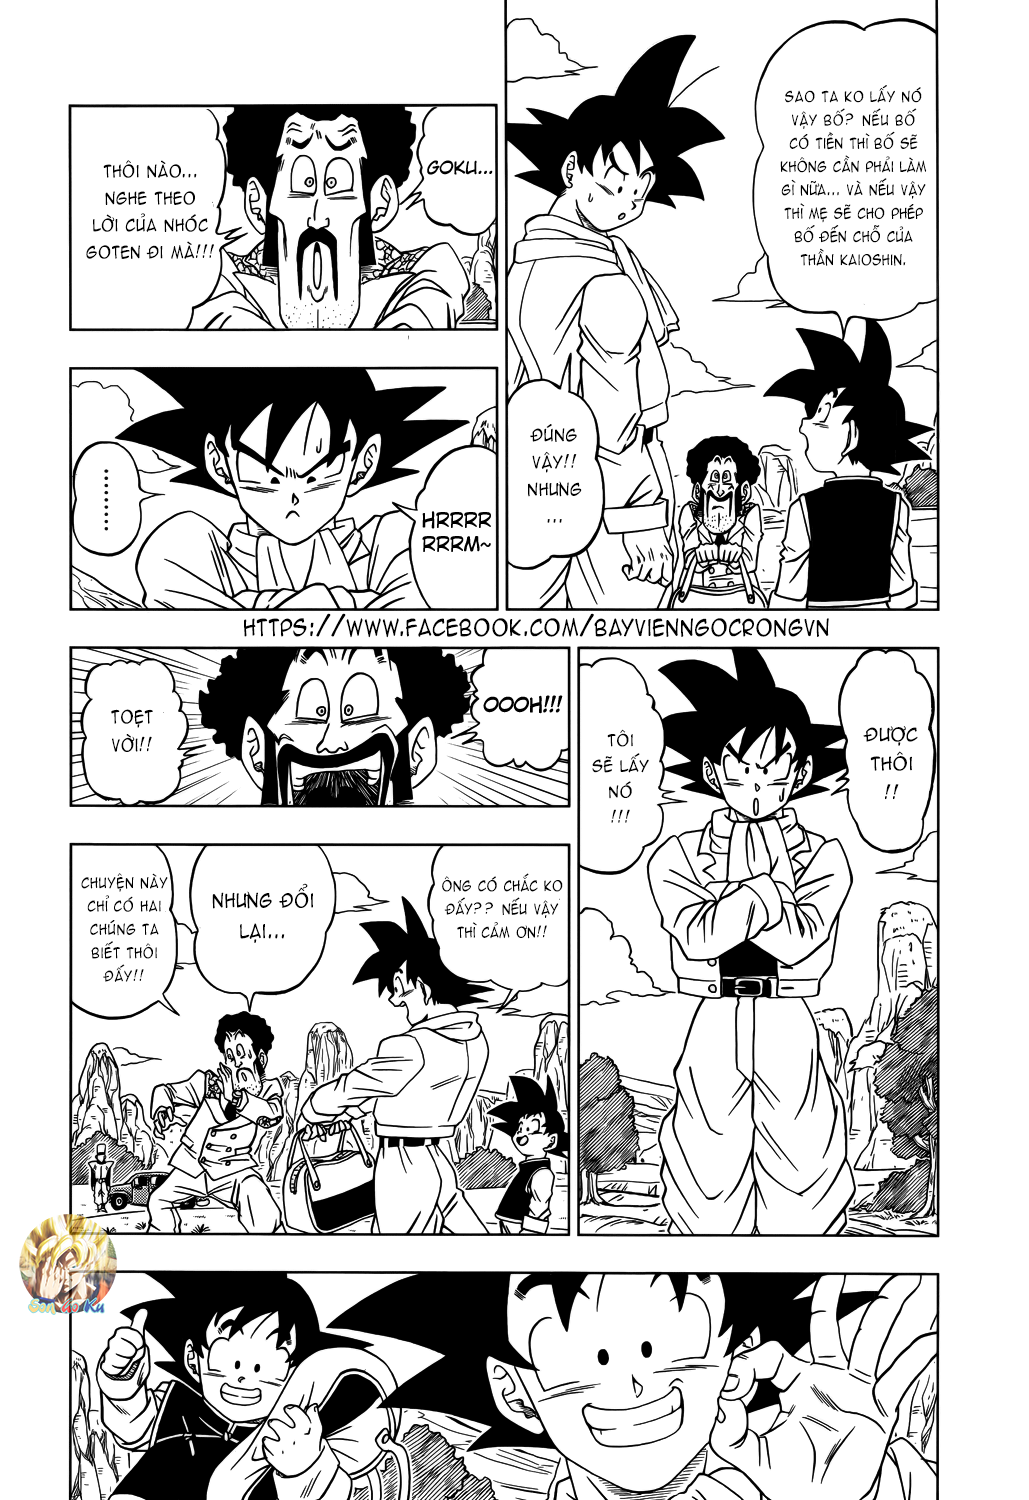 SAO TA KO LẤY NÓ
VẬY BỐ? NẾU BỐ
CÓ TIỀN THÌ BỐ SẼ
KHÔNG CẦN PHẢI LÀM
GÌ NỮA... VÀ NẾU VẬY
THÌ MẸ SẼ CHO PHÉP
BỐ ĐẾN CHỖ CỦA
THẦN KAIOSHIN.
ĐÚNG
VẬY!!
NHƯNG
...
GOKU...
THÔI NÀO...
NGHE THEO
LỜI CỦA NHÓC
GOTEN ĐI MÀ!!!
HRRRR
RRRM~
.........
HTTPS://WWW.FACEBOOK.COM/BAYVIENNGOCRONGVN
ĐƯỢC
THÔI
!!
TÔI
SẼ LẤY
NÓ
!!!
OOOH!!!
TOẸT
VỜI!!
ÔNG CÓ CHẮC KO
ĐẤY?? NẾU VẬY
THÌ CẢM ƠN!!
NHƯNG ĐỔI
LẠI...
CHUYỆN NÀY
CHỈ CÓ HAI
CHÚNG TA
BIẾT THÔI
ĐẤY!!
Son Go Ku